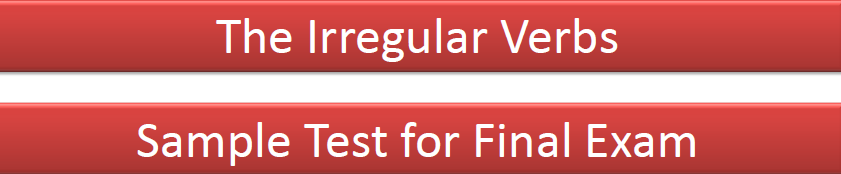 The Irregular Verbs
Sample Test for Final Exam